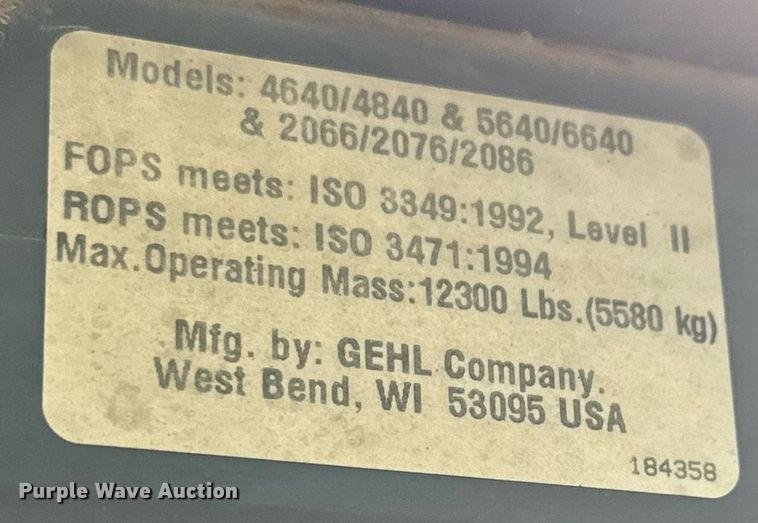 Models: 4640/4840 & 5640/6640
& 2066/2076/2086
FOPS meets: ISO 3349:1992, Level II
ROPS meets: ISO 3471:1994
Max.Operating Mass:12300 Lbs.(5580 kg)
Mfg. by: GEHL Company.
West Bend, WI 53095 USA
184358
Purple Wave Auction